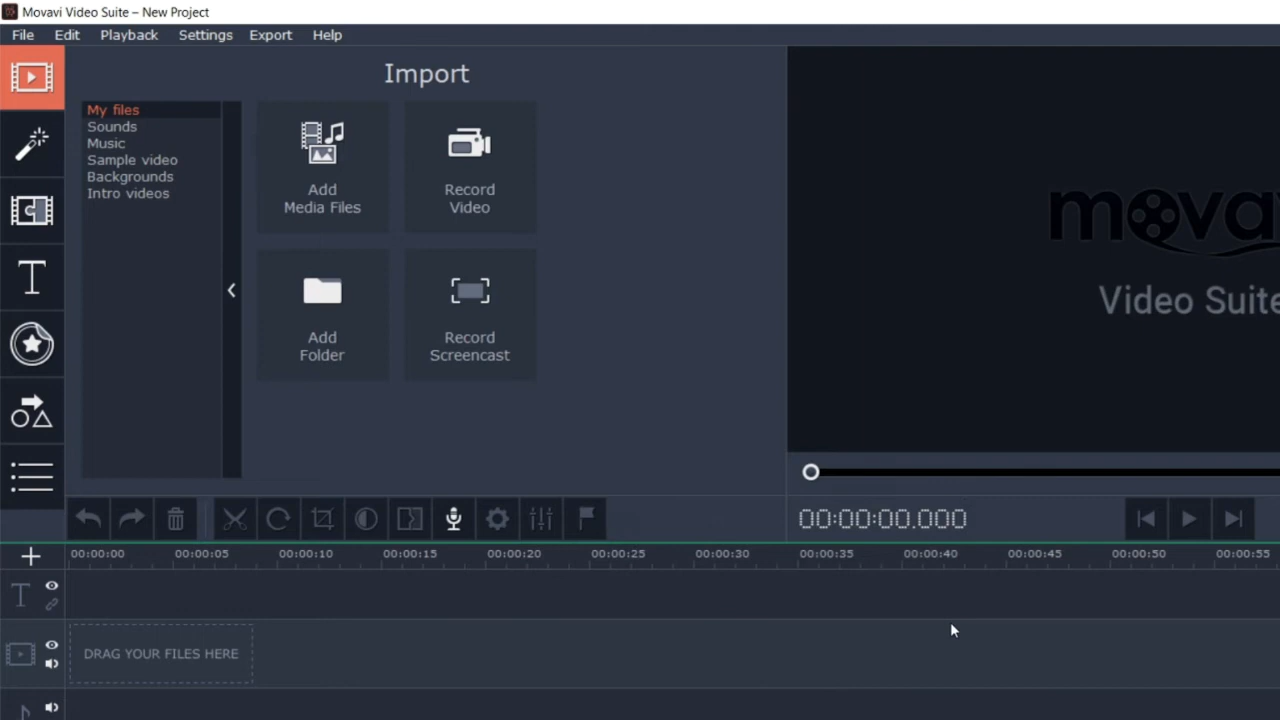 Movavi Video Suite – New Project
File Edit Playback Settings Export Help
Import
My files
Sounds
Music
Sample video
Backgrounds
Intro videos
Add
Media Files
Record
Video
Add
Folder
Record
Screencast
mova
Video Suite
00:00:00.000
00:00:00 00:00:05 00:00:10 00:00:15 00:00:20 00:00:25 00:00:30 00:00:35 00:00:40 00:00:45 00:00:50 00:00:55
DRAG YOUR FILES HERE